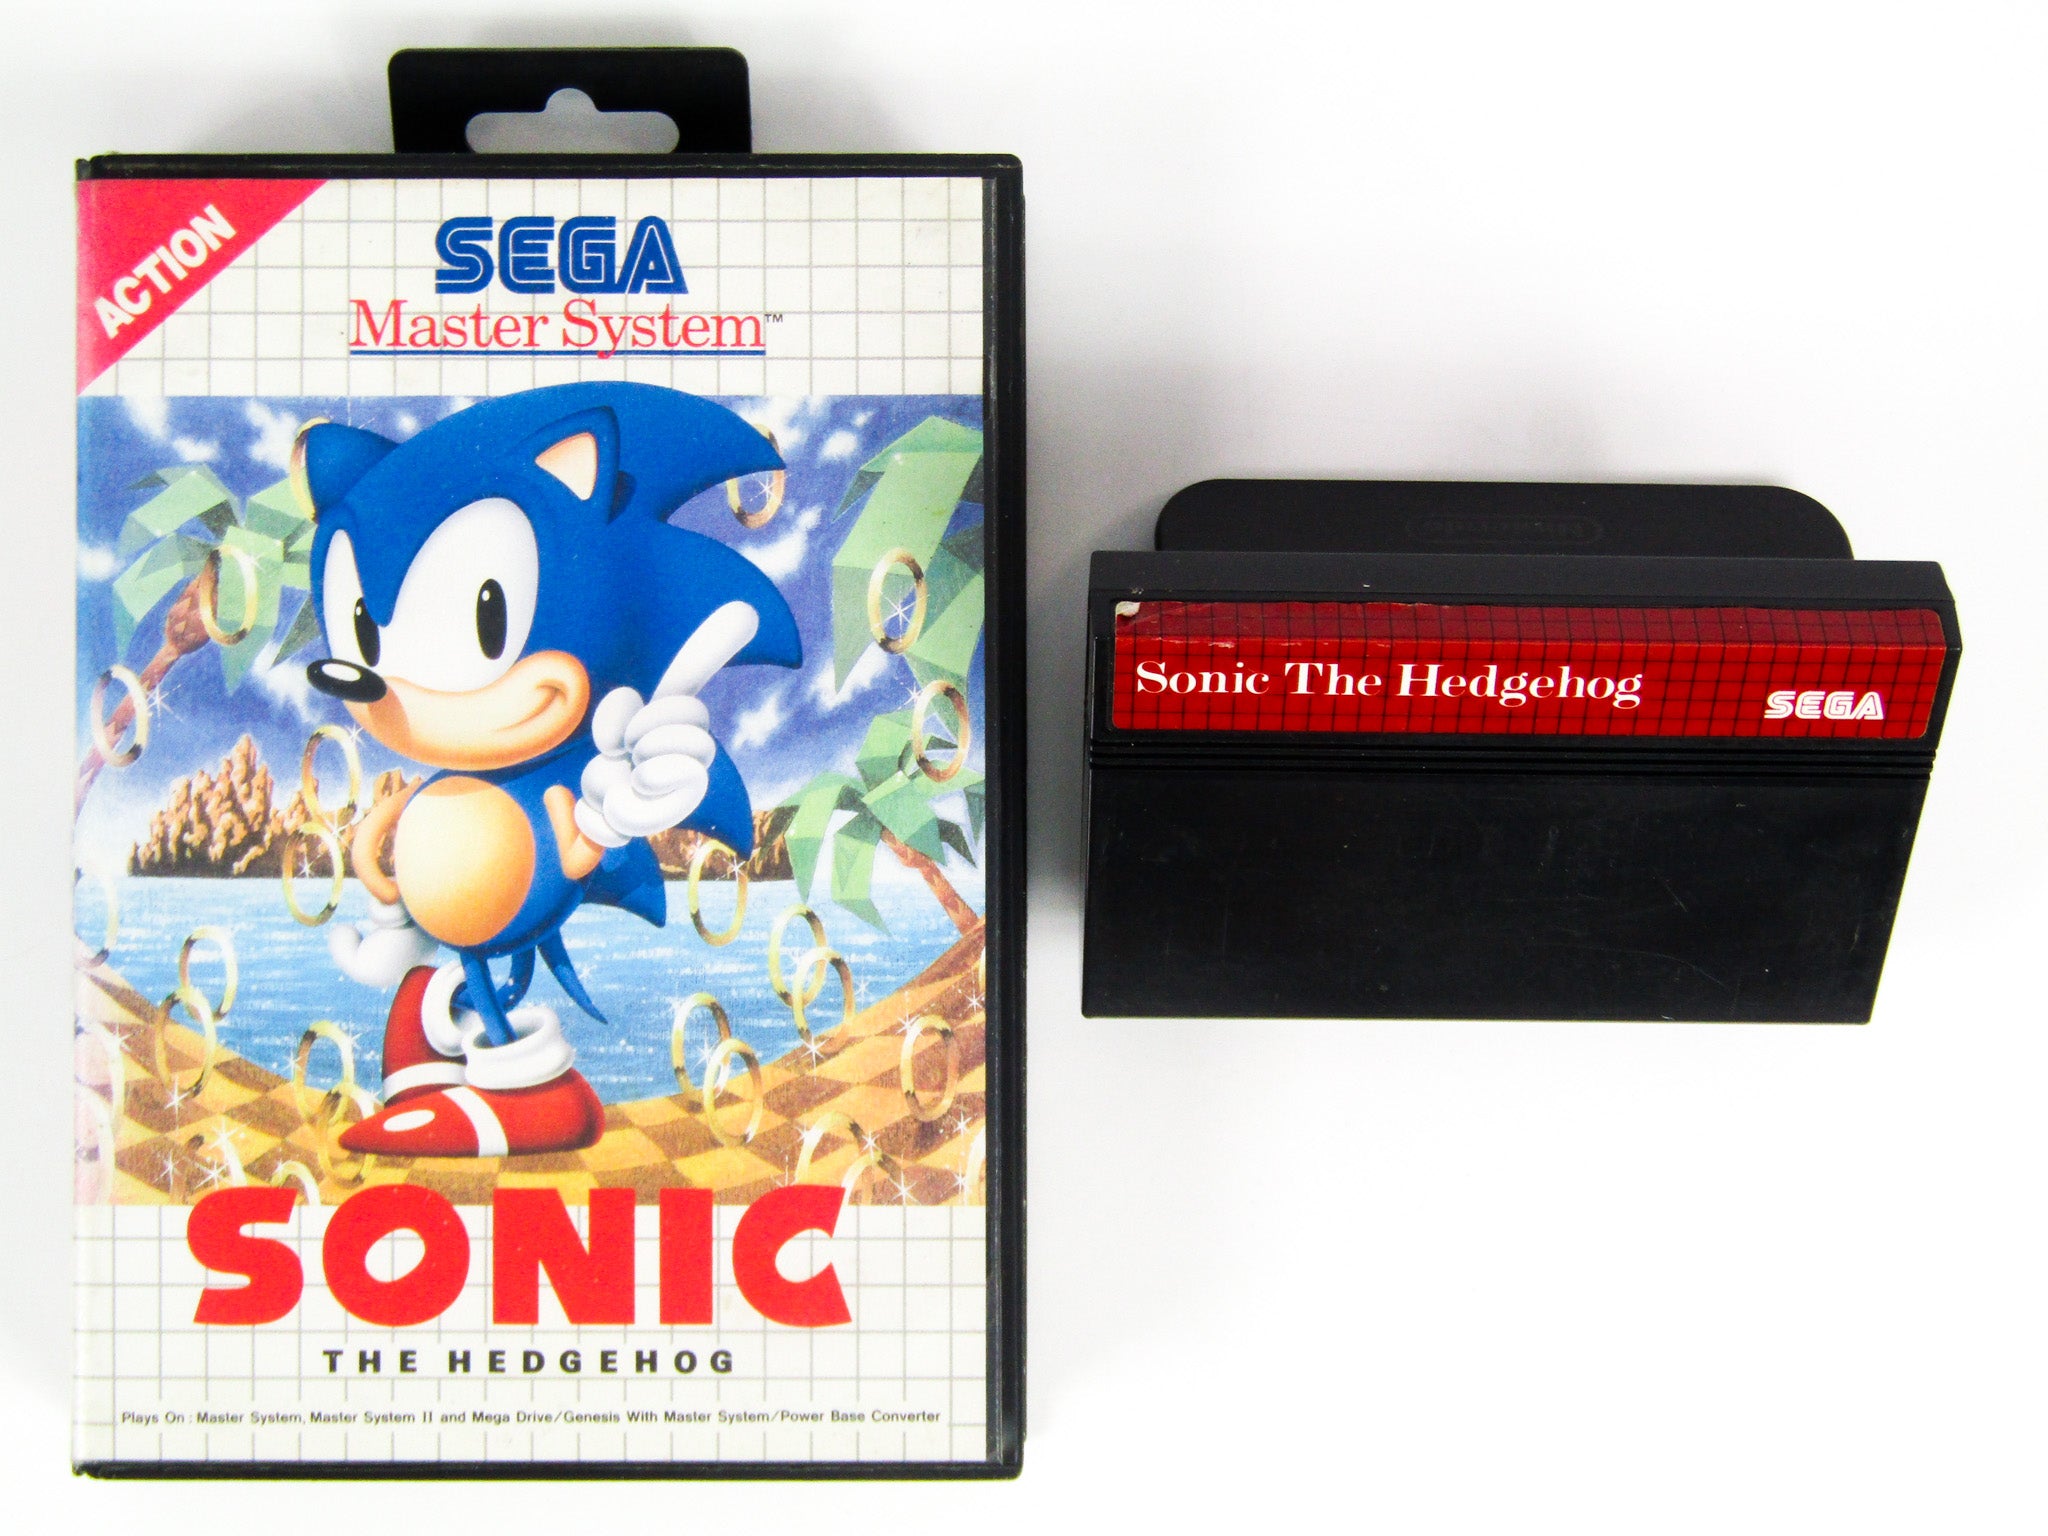 ACTION
SEGA
Master System™
SONIC
THE HEDGEHOG
Plays On : Master System, Master System II and Mega Drive/Genesis With Master System/Power Base Converter
Nintendo
Sonic The Hedgehog
SEGA